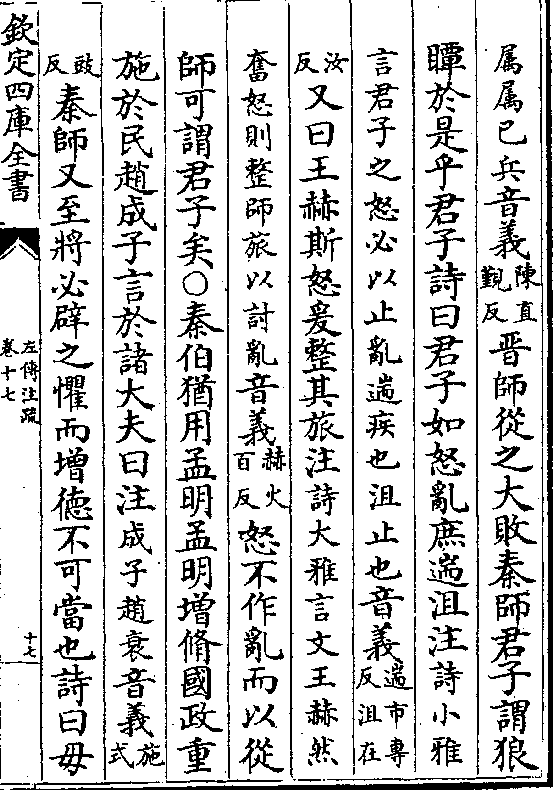 属属已兵音義陳直覲反晋師從之大敗秦師君子謂狼
瞫於是乎君子詩曰君子如怒亂庶遄沮注詩小雅
言君子之怒必以止亂遄疾也沮止也音義遄市專反沮在
汝反又曰王赫斯怒爰整其旅注詩大雅言文王赫然
奮怒則整師旅以討亂音義赫火百反怒不作亂而以從
師可謂君子矣○秦伯猶用孟明孟明增脩國政重
施於民趙成子言於諸大夫曰注成子趙衰音義施式
豉反秦師又至將必辟之懼而增德不可當也詩曰毋
欽定四庫全書
左傳注疏
卷十七
十七